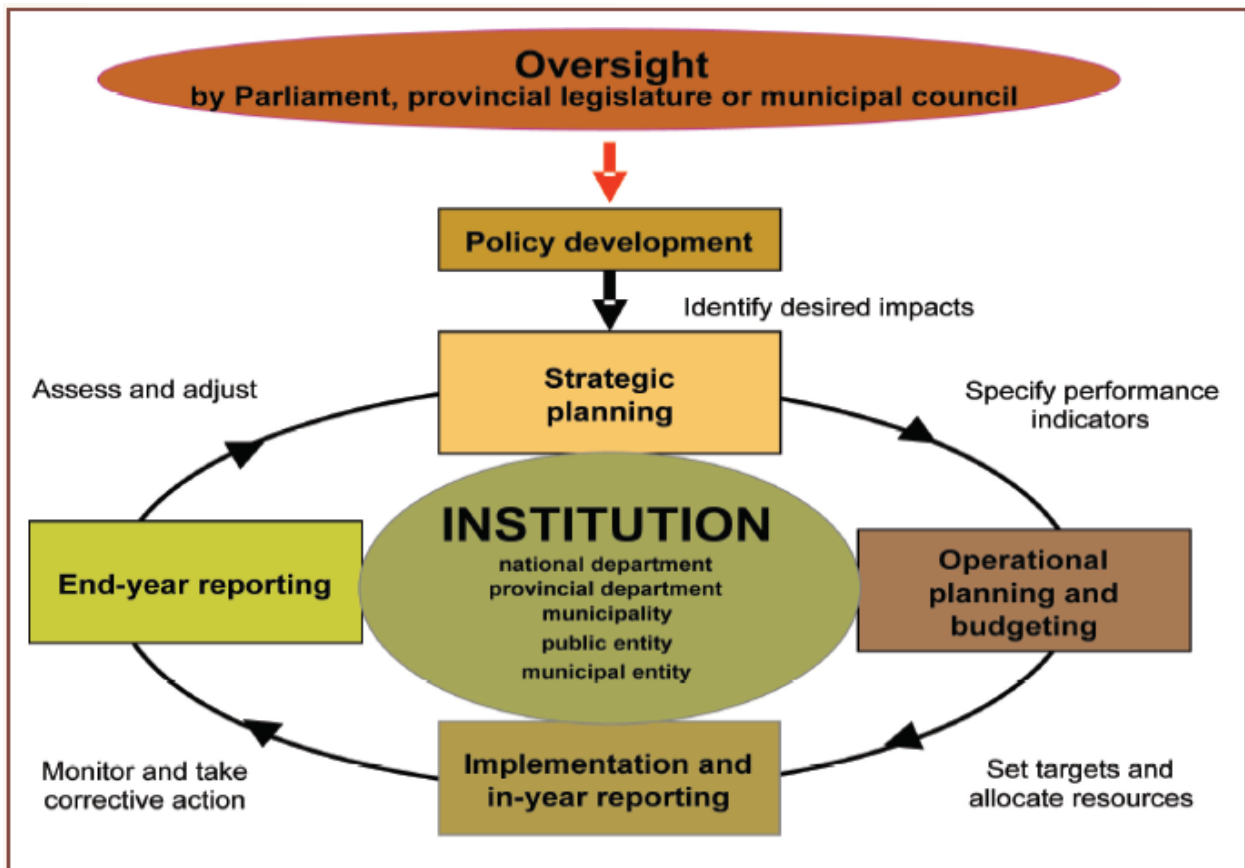 Oversight
by Parliament, provincial legislature or municipal council
Policy development
Identify desired impacts
Strategic
planning
Assess and adjust
Specify performance
indicators
INSTITUTION
national department
provincial department
municipality
public entity
municipal entity
End-year reporting
Operational
planning and
budgeting
Implementation and
in-year reporting
Monitor and take
corrective action
Set targets and
allocate resources